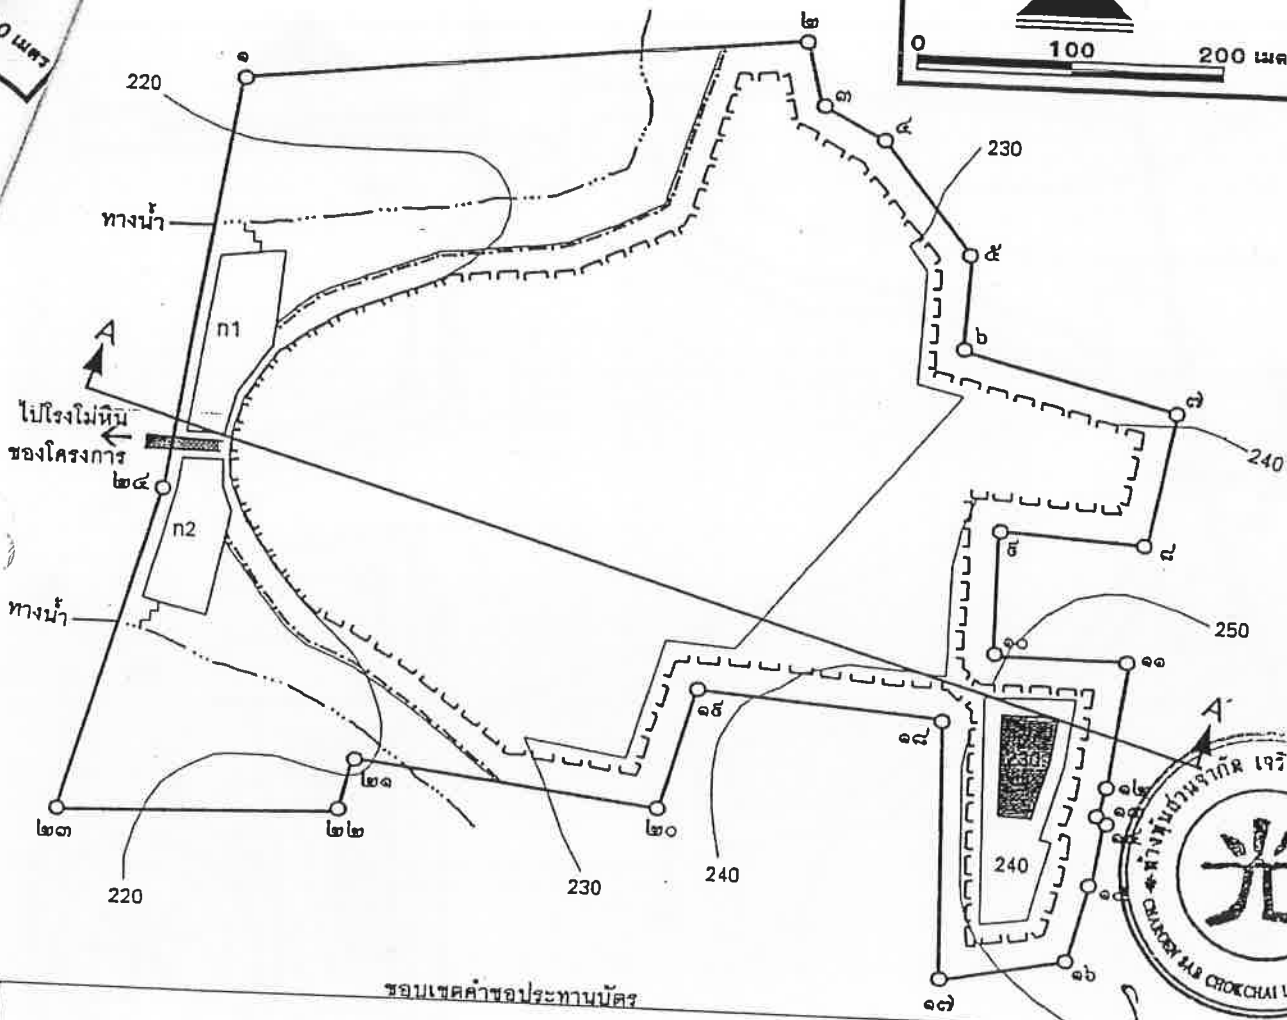 0 เมตร
๑
๒
0 100 200 เมต
220
๓
๔
230
ทางน้ำ
๕
ก1
A
๖
ไปโรงโม่หิน
ของโครงการ
๗
240
๒๔
ก2
๙
๘
ทางน้ำ
250
๑๐
๑๑
๑๙
๑๘
A'
230
๒๑
๑๒
๒๓
๒๒
๒๐
240
240
230
220
๑๖
๑๗
ห้างหุ้นส่วนจำกัด เจริ
CHAROEN SAB CHOKCHAI L
ขอบเขตคำขอประทานบัตร